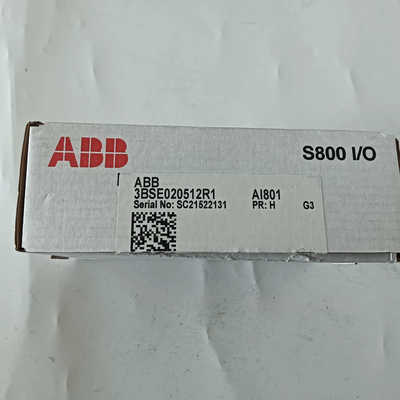 ABB
S800 I/O
ABB
3BSE020512R1 AI801
Serial No: SC21522131 PR: H G3